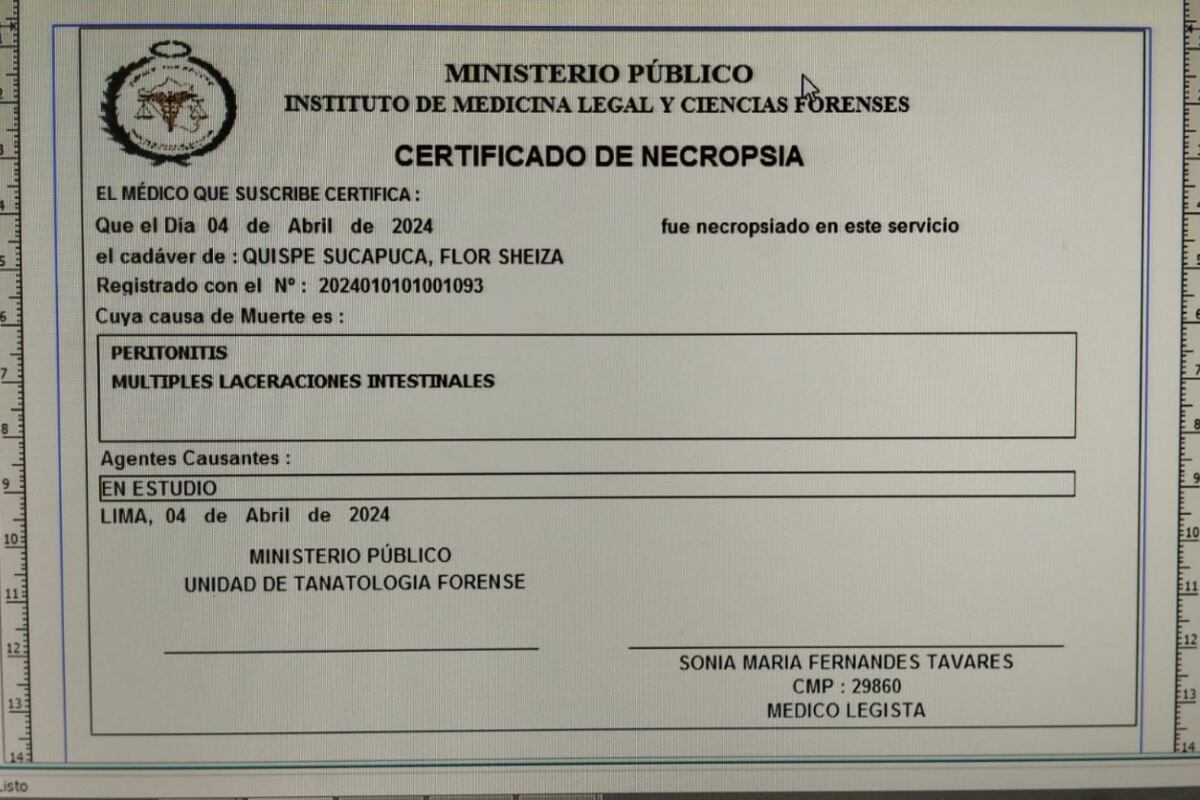 MINISTERIO PÚBLICO
INSTITUTO DE MEDICINA LEGAL Y CIENCIAS FORENSES
CERTIFICADO DE NECROPSIA
EL MÉDICO QUE SUSCRIBE CERTIFICA :
Que el Día 04 de Abril de 2024 fue necropsiado en este servicio
el cadáver de : QUISPE SUCAPUCA, FLOR SHEIZA
Registrado con el Nº : 2024010101001093
Cuya causa de Muerte es :
PERITONITIS
MULTIPLES LACERACIONES INTESTINALES
Agentes Causantes :
EN ESTUDIO
LIMA, 04 de Abril de 2024
MINISTERIO PÚBLICO
UNIDAD DE TANATOLOGIA FORENSE
SONIA MARIA FERNANDES TAVARES
CMP : 29860
MEDICO LEGISTA
Listo